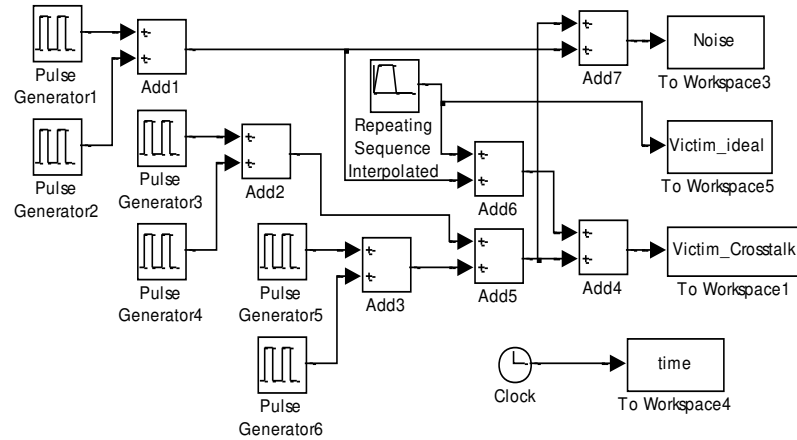 Pulse
Generator1
Add1
Pulse
Generator2
Pulse
Generator3
Add2
Pulse
Generator4
Pulse
Generator5
Add3
Pulse
Generator6
Repeating
Sequence
Interpolated
Add6
Add5
Add7
Add4
Noise
To Workspace3
Victim_ideal
To Workspace5
Victim_Crosstalk
To Workspace1
Clock
time
To Workspace4